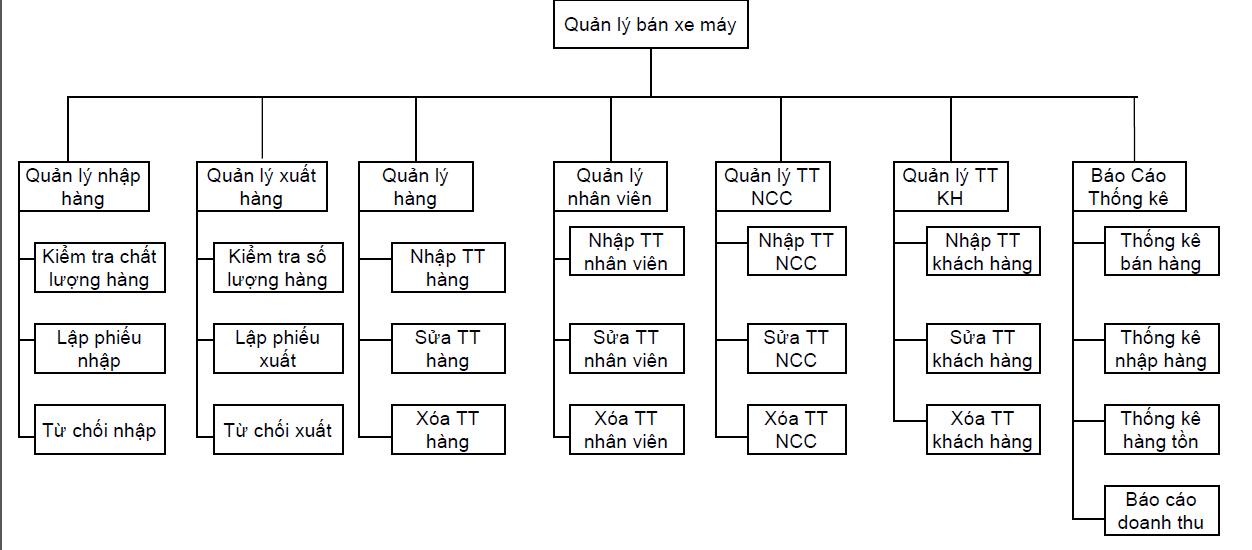 Quản lý bán xe máy
Quản lý nhập
hàng
Kiểm tra chất
lượng hàng
Lập phiếu
nhập
Từ chối nhập
Quản lý xuất
hàng
Kiểm tra số
lượng hàng
Lập phiếu
xuất
Từ chối xuất
Quản lý
hàng
Nhập TT
hàng
Sửa TT
hàng
Xóa TT
hàng
Quản lý
nhân viên
Nhập TT
nhân viên
Sửa TT
nhân viên
Xóa TT
nhân viên
Quản lý TT
NCC
Nhập TT
NCC
Sửa TT
NCC
Xóa TT
NCC
Quản lý TT
KH
Nhập TT
khách hàng
Sửa TT
khách hàng
Xóa TT
khách hàng
Báo Cáo
Thống kê
Thống kê
bán hàng
Thống kê
nhập hàng
Thống kê
hàng tồn
Báo cáo
doanh thu